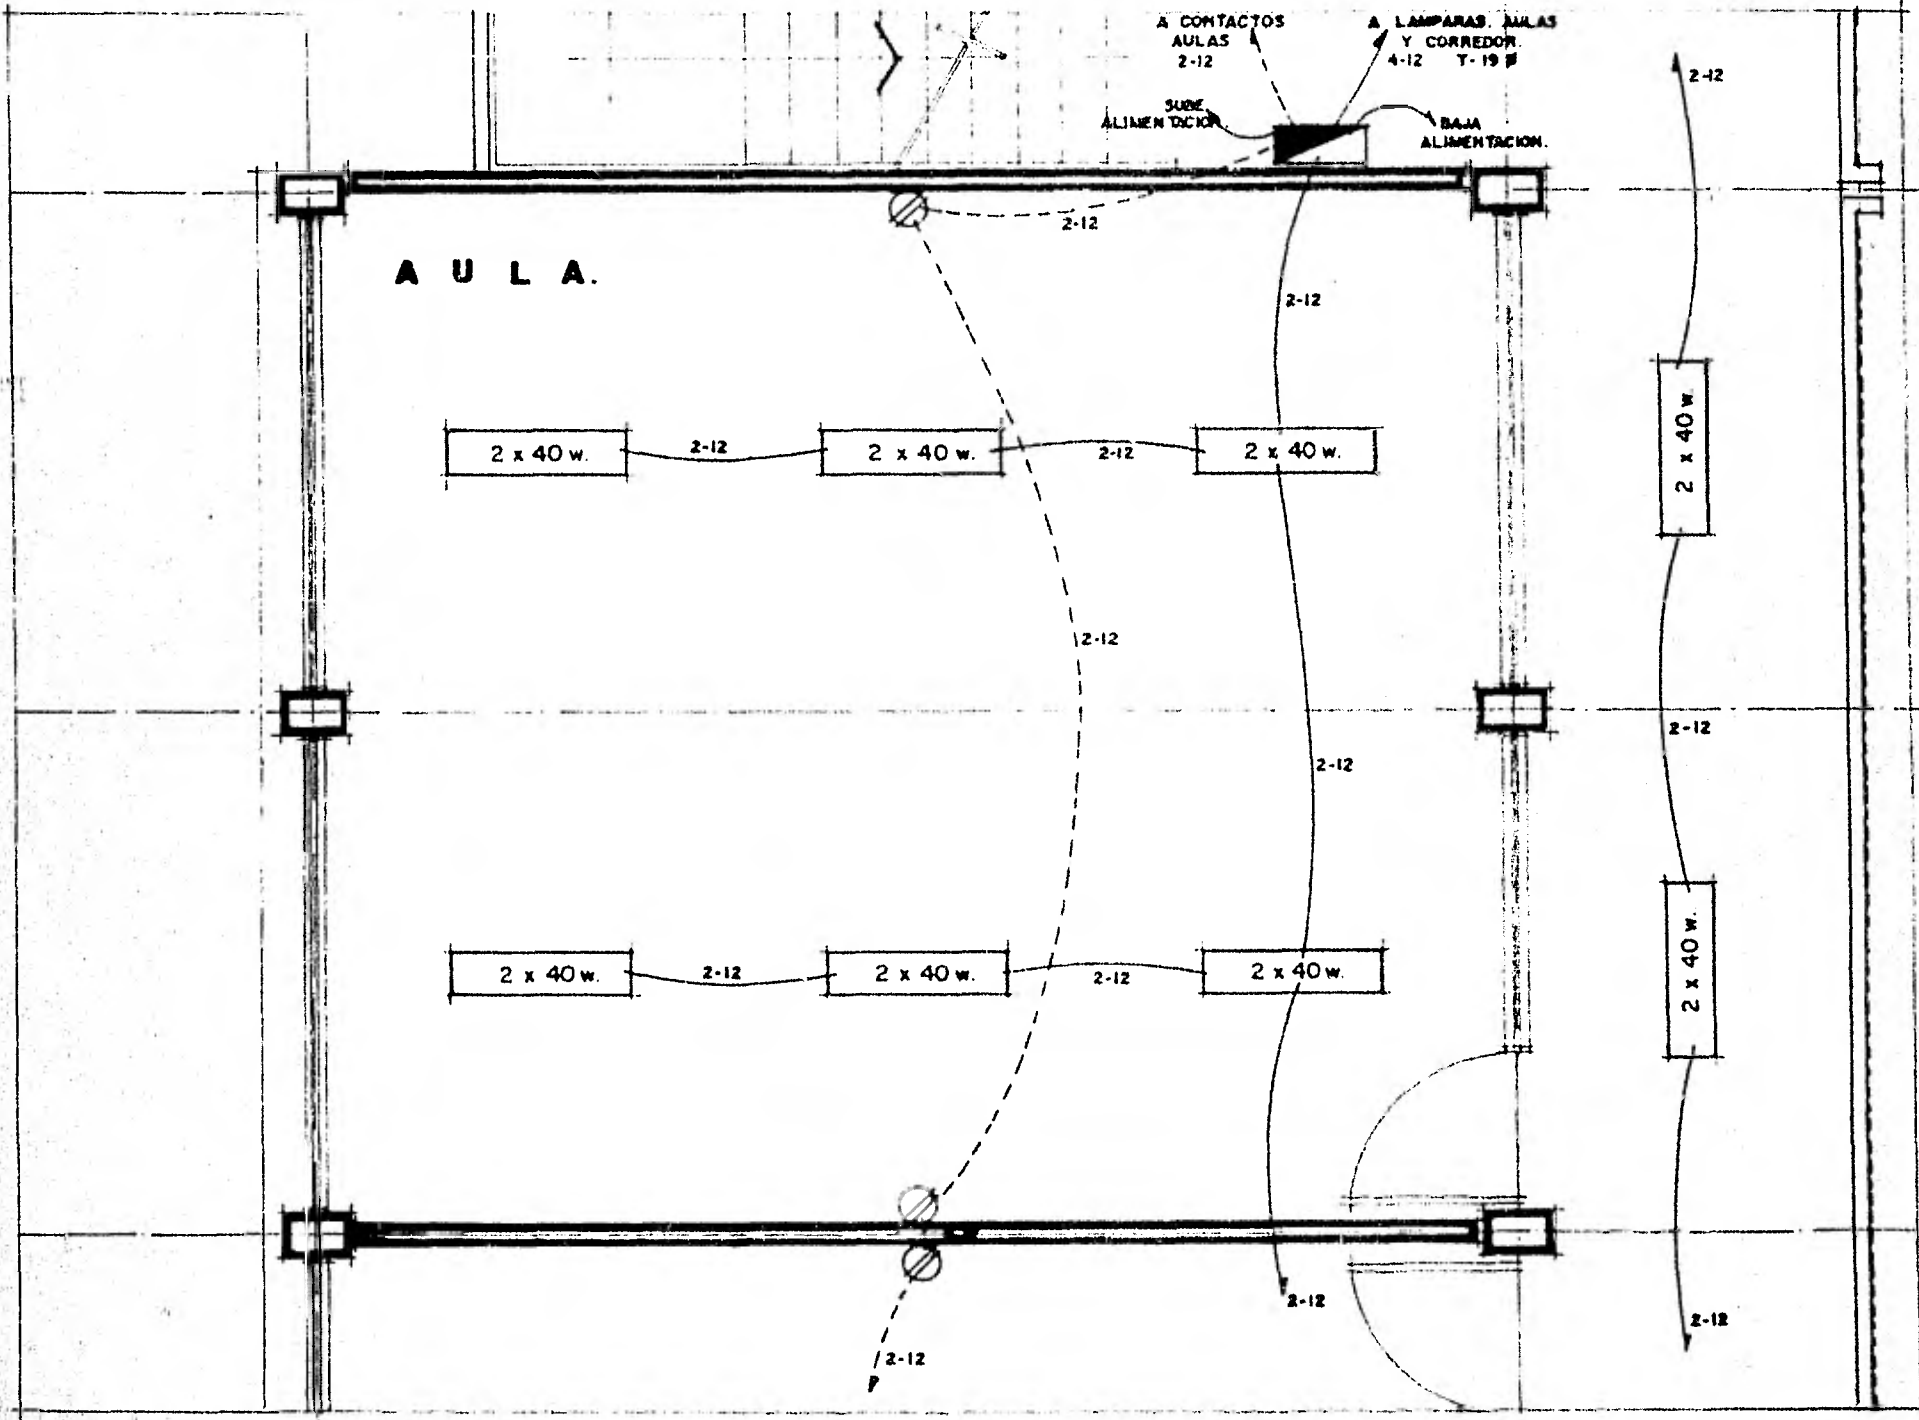 A CONTACTOS
AULAS
2-12
A LAMPARAS. AULAS
Y CORREDOR.
4-12 T-19 Ø
2-12
SUBE
ALIMENTACION.
BAJA
ALIMENTACION.
2-12
A U L A.
2-12
2 x 40 w.
2-12
2 x 40 w.
2-12
2 x 40 w.
2 x 40 w.
2-12
2-12
2-12
2 x 40 w.
2-12
2 x 40 w.
2-12
2 x 40 w.
2 x 40 w.
2-12
2-12
2-12